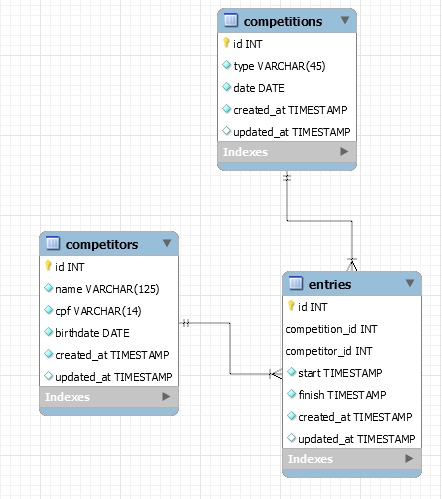 competitions
id INT
type VARCHAR(45)
date DATE
created_at TIMESTAMP
updated_at TIMESTAMP
Indexes
competitors
id INT
name VARCHAR(125)
cpf VARCHAR(14)
birthdate DATE
created_at TIMESTAMP
updated_at TIMESTAMP
Indexes
entries
id INT
competition_id INT
competitor_id INT
start TIMESTAMP
finish TIMESTAMP
created_at TIMESTAMP
updated_at TIMESTAMP
Indexes